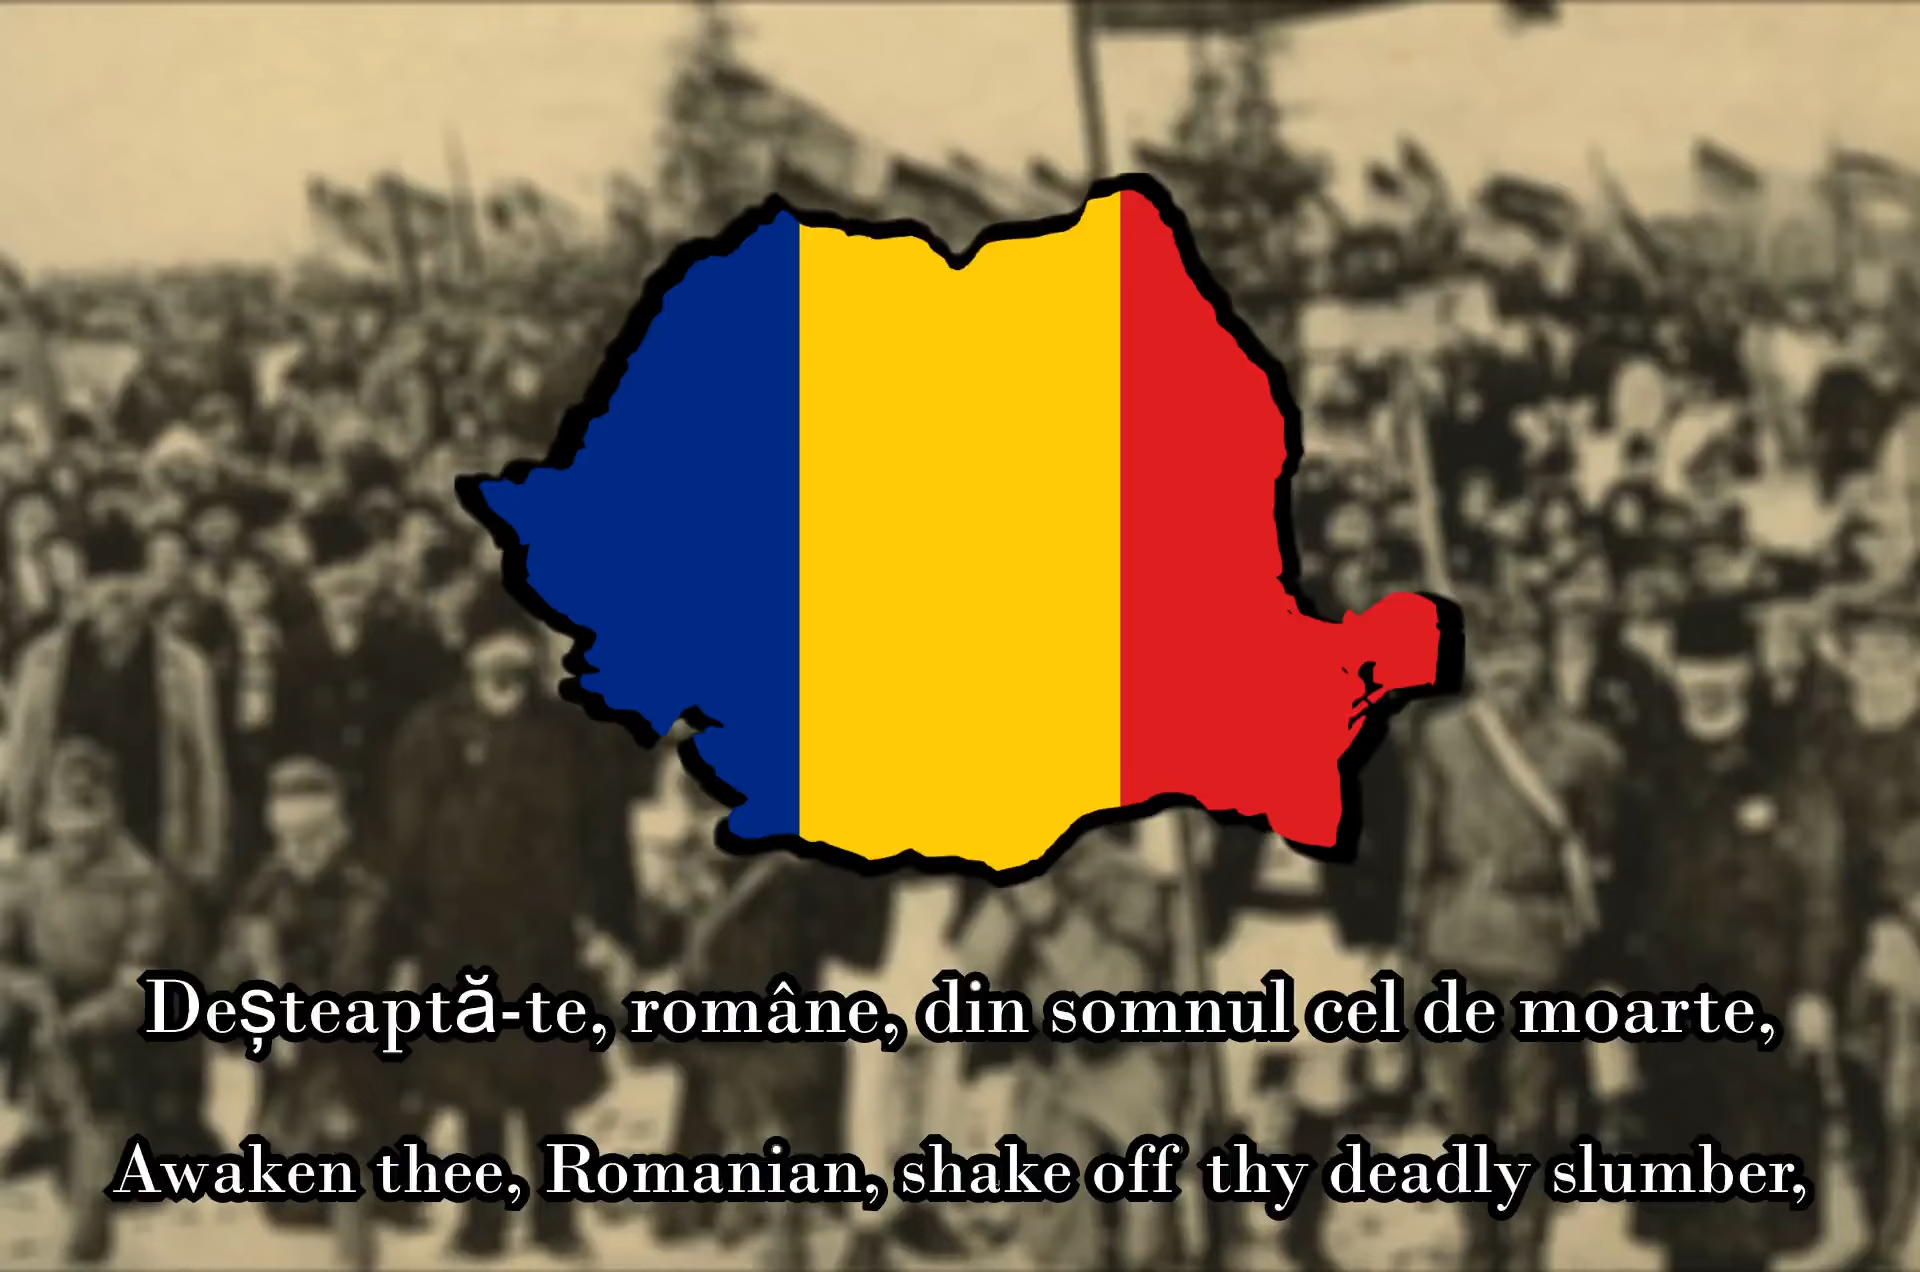 Deșteaptă-te, române, din somnul cel de moarte,
Awaken thee, Romanian, shake off thy deadly slumber,